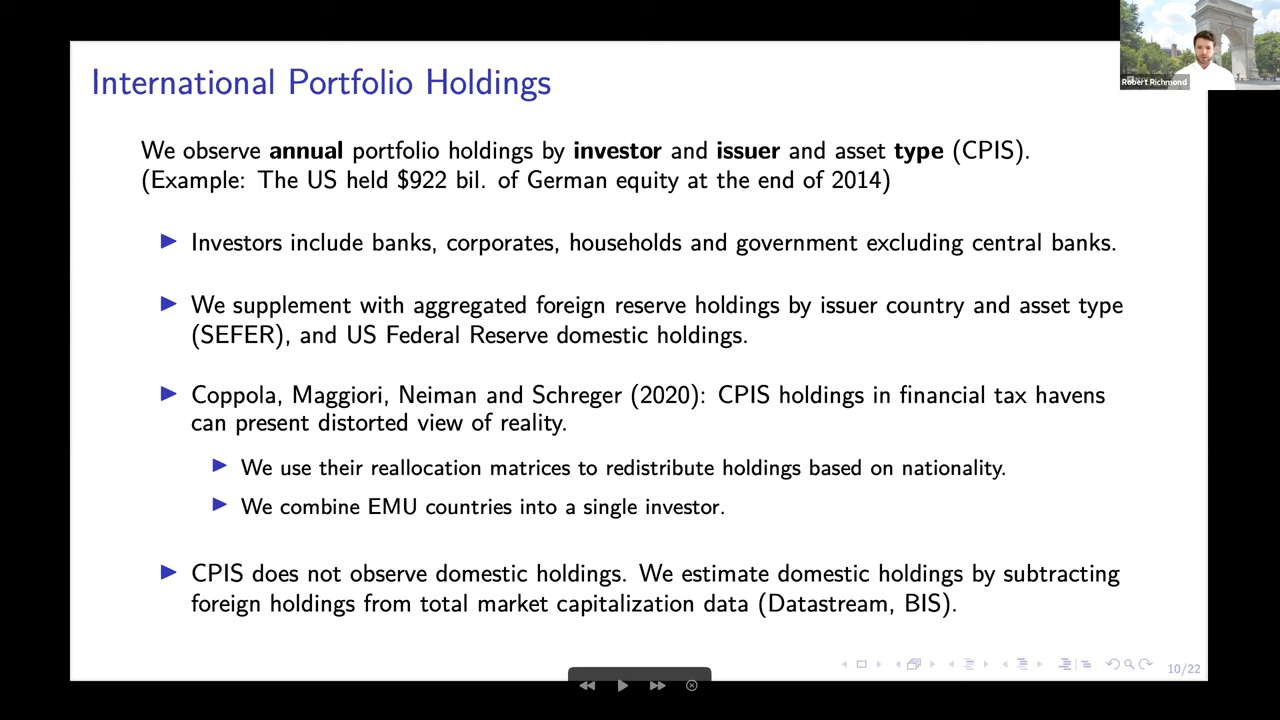 International Portfolio Holdings
Robert Richmond
We observe annual portfolio holdings by investor and issuer and asset type (CPIS).
(Example: The US held $922 bil. of German equity at the end of 2014)
Investors include banks, corporates, households and government excluding central banks.
We supplement with aggregated foreign reserve holdings by issuer country and asset type
(SEFER), and US Federal Reserve domestic holdings.
Coppola, Maggiori, Neiman and Schreger (2020): CPIS holdings in financial tax havens
can present distorted view of reality.
We use their reallocation matrices to redistribute holdings based on nationality.
We combine EMU countries into a single investor.
CPIS does not observe domestic holdings. We estimate domestic holdings by subtracting
foreign holdings from total market capitalization data (Datastream, BIS).
10/22